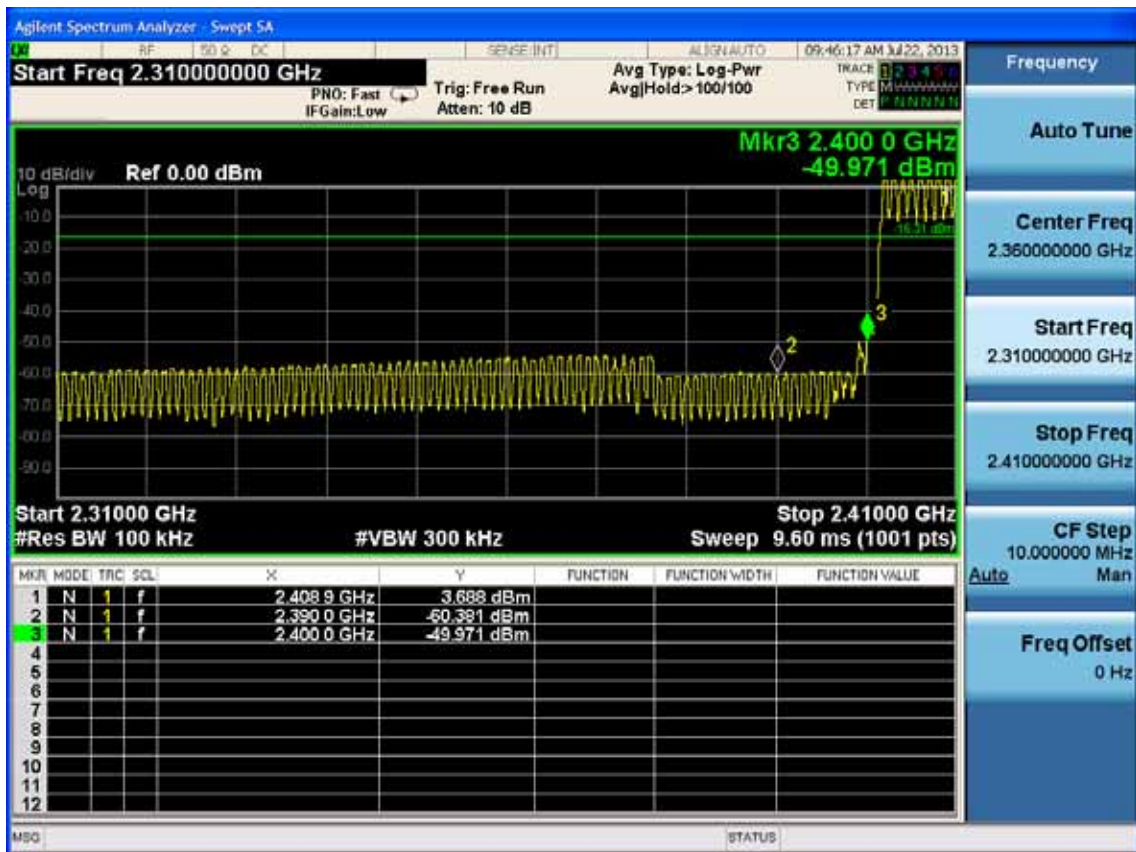 Agilent Spectrum Analyzer - Swept SA
RF 50 Ω DC SENSE:INT ALIGNAUTO 09:46:17 AM Jul 22, 2013
Start Freq 2.310000000 GHz
PNO: Fast
IFGain:Low
Trig: Free Run
Atten: 10 dB
Avg Type: Log-Pwr
Avg|Hold:>100/100
TRACE 1 2 3 4 5 6
TYPE M
DET P N N N N N
Mkr3 2.400 0 GHz
-49.971 dBm
10 dB/div Ref 0.00 dBm
Log
-10.0
-20.0
-30.0
-40.0
-50.0
-60.0
-70.0
-80.0
-90.0
-16.31 dBm
2
3
Start 2.31000 GHz
Stop 2.41000 GHz
#Res BW 100 kHz
#VBW 300 kHz
Sweep 9.60 ms (1001 pts)
MKR MODE TRC SCL X Y FUNCTION FUNCTION WIDTH FUNCTION VALUE
1 N 1 f 2.408 9 GHz 3.688 dBm
2 N 1 f 2.390 0 GHz -60.381 dBm
3 N 1 f 2.400 0 GHz -49.971 dBm
4
5
6
7
8
9
10
11
12
MSG
STATUS
Frequency
Auto Tune
Center Freq
2.360000000 GHz
Start Freq
2.310000000 GHz
Stop Freq
2.410000000 GHz
CF Step
10.000000 MHz
Auto Man
Freq Offset
0 Hz